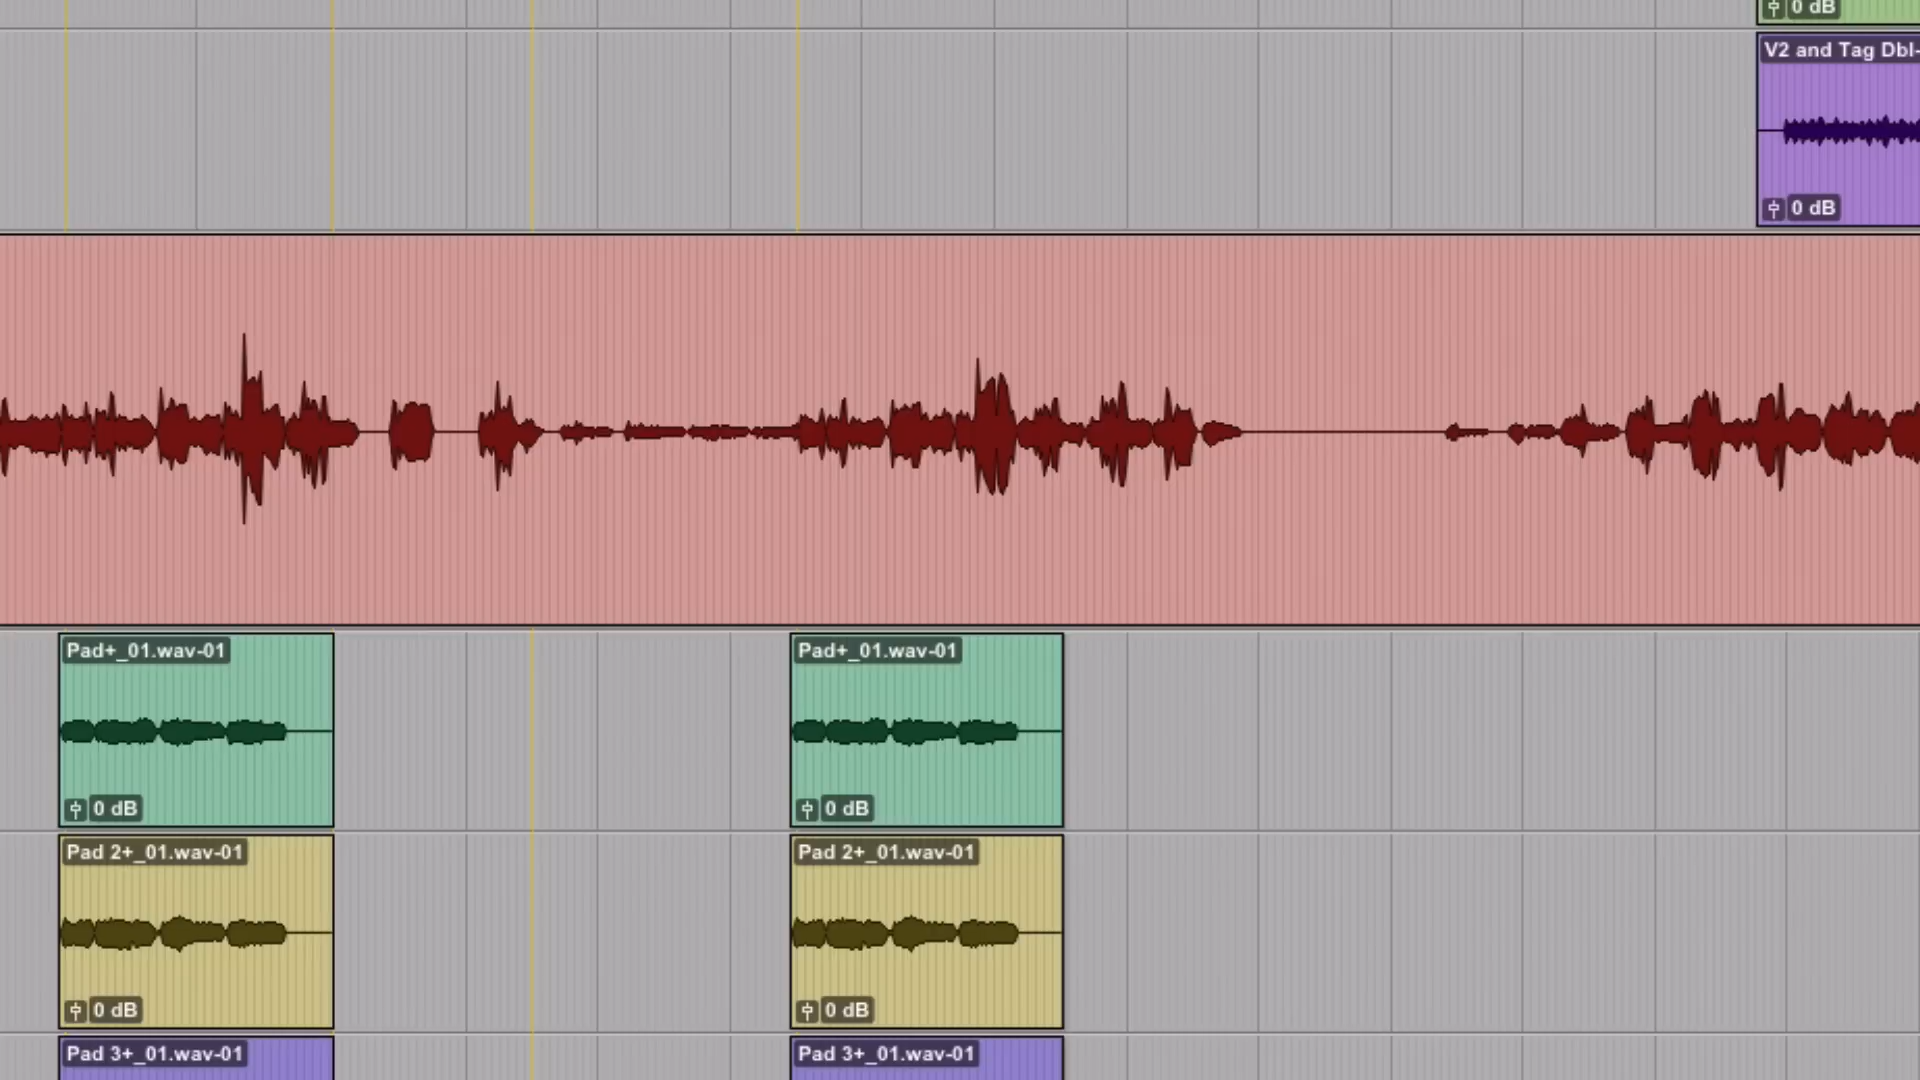 0 dB
V2 and Tag Dbl-
0 dB
Pad+_01.wav-01
Pad+_01.wav-01
0 dB
0 dB
Pad 2+_01.wav-01
Pad 2+_01.wav-01
0 dB
0 dB
Pad 3+_01.wav-01
Pad 3+_01.wav-01